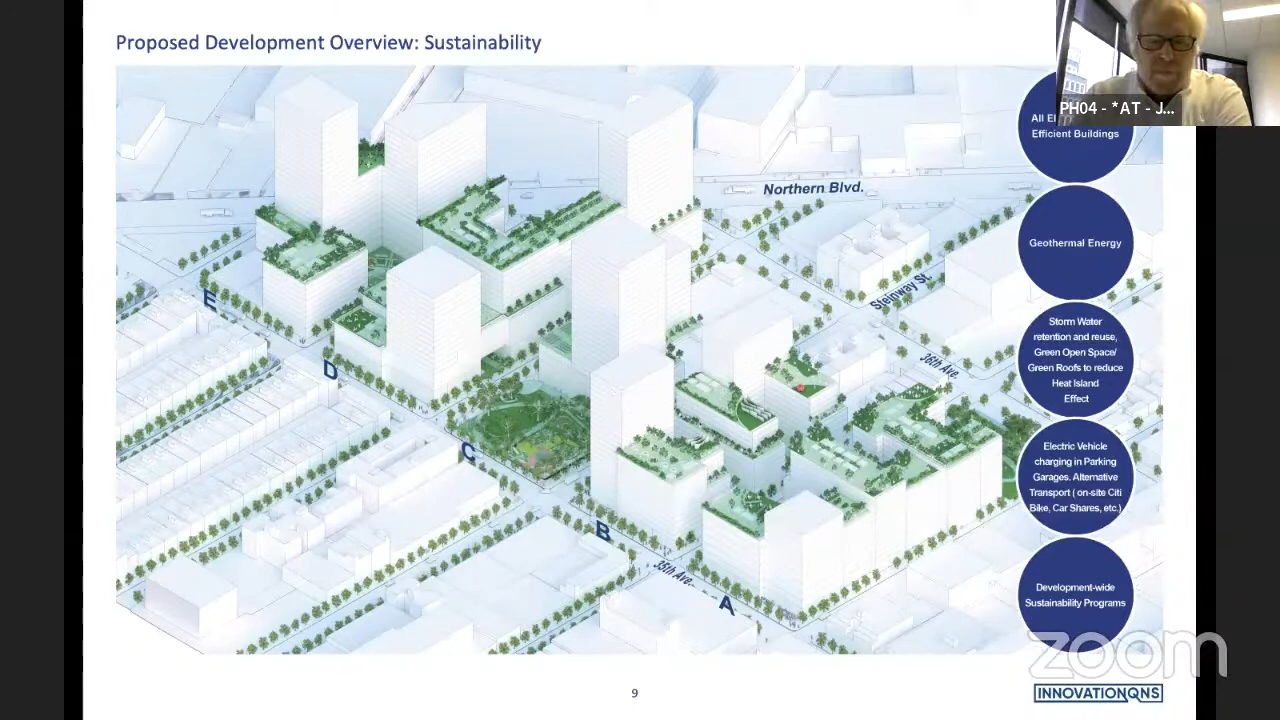 Proposed Development Overview: Sustainability
PH04 - *AT - J...
All El
Efficient Buildings
Northern Blvd.
Geothermal Energy
Steinway St.
E
Storm Water
retention and reuse,
Green Open Space/
Green Roofs to reduce
Heat Island
Effect
36th Ave.
D
C
Electric Vehicle
charging in Parking
Garages. Alternative
Transport ( on-site Citi
Bike, Car Shares, etc.)
B
35th Ave.
A
Development-wide
Sustainability Programs
zoom
9
INNOVATIONQNS